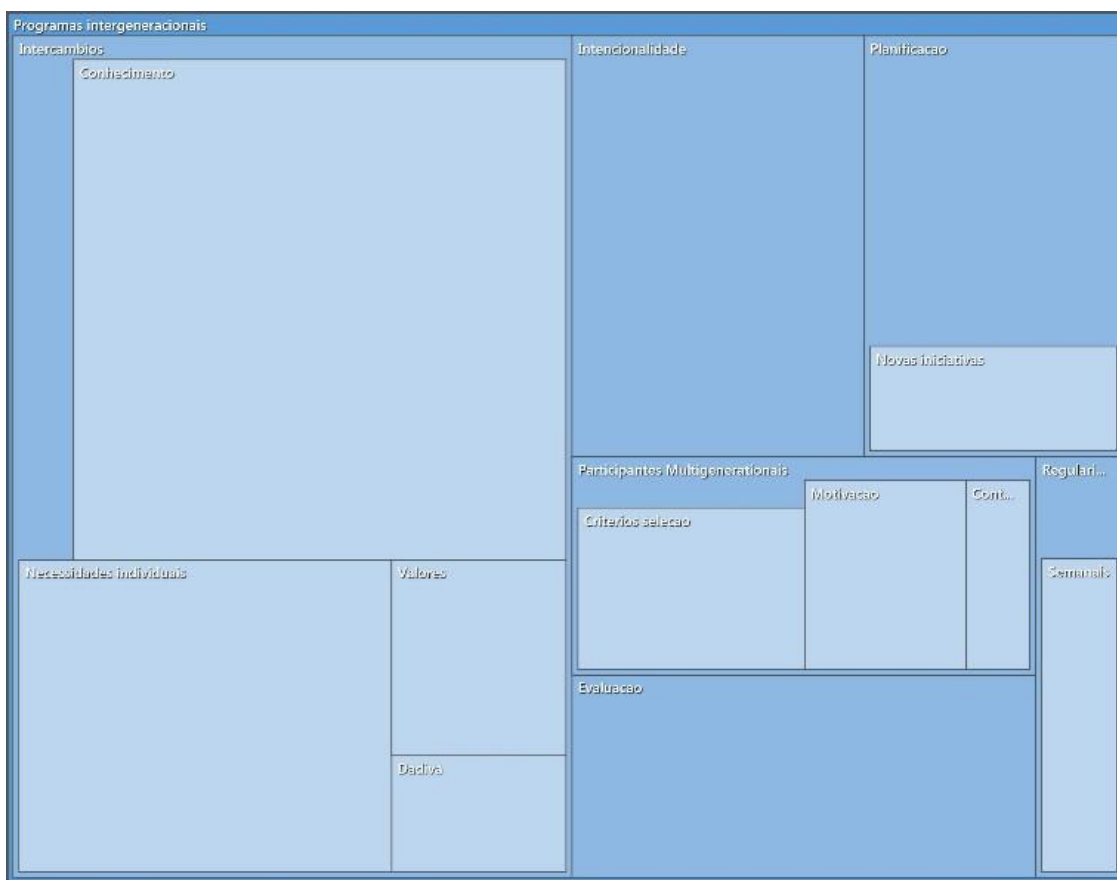 Programas intergeneracionais
Intercambios
Conhecimento
Necessidades individuais
Valores
Dadiva
Intencionalidade
Planificacao
Novas iniciativas
Participantes Multigenerationais
Criterios selecao
Motivacao
Cont...
Regulari...
Semanais
Evaluacao